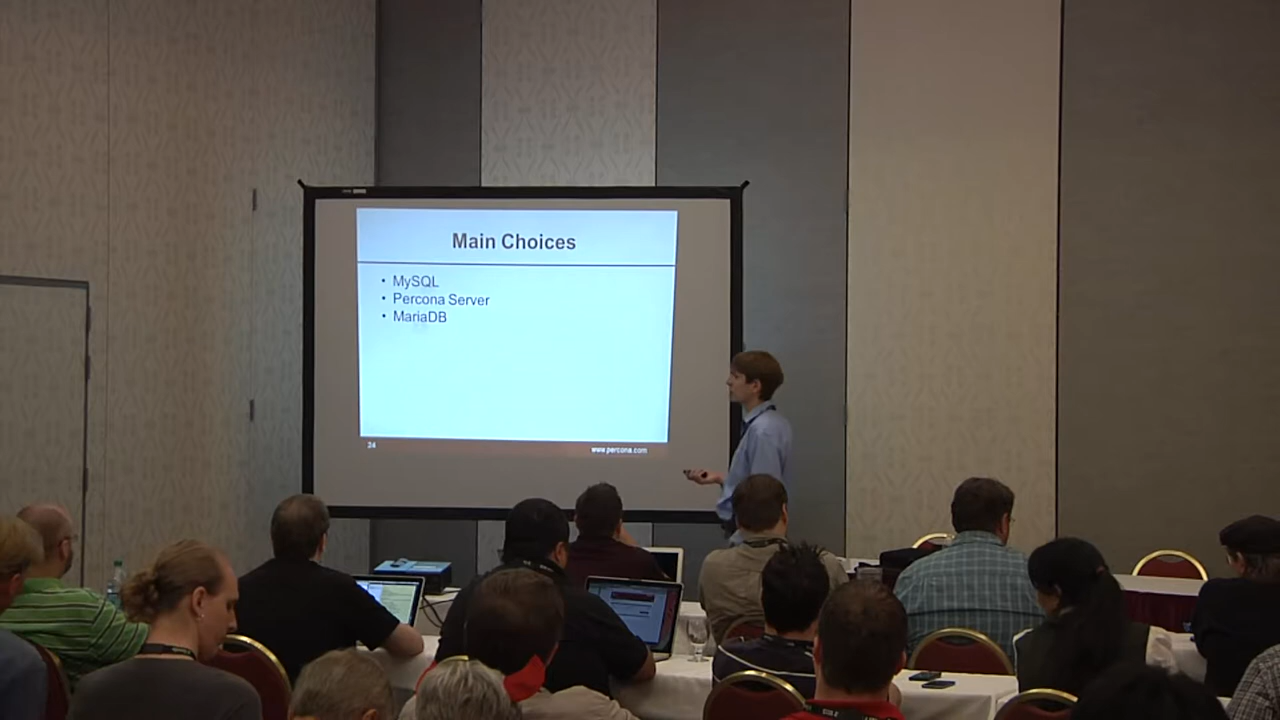 Main Choices
• MySQL
• Percona Server
• MariaDB
24
www.percona.com